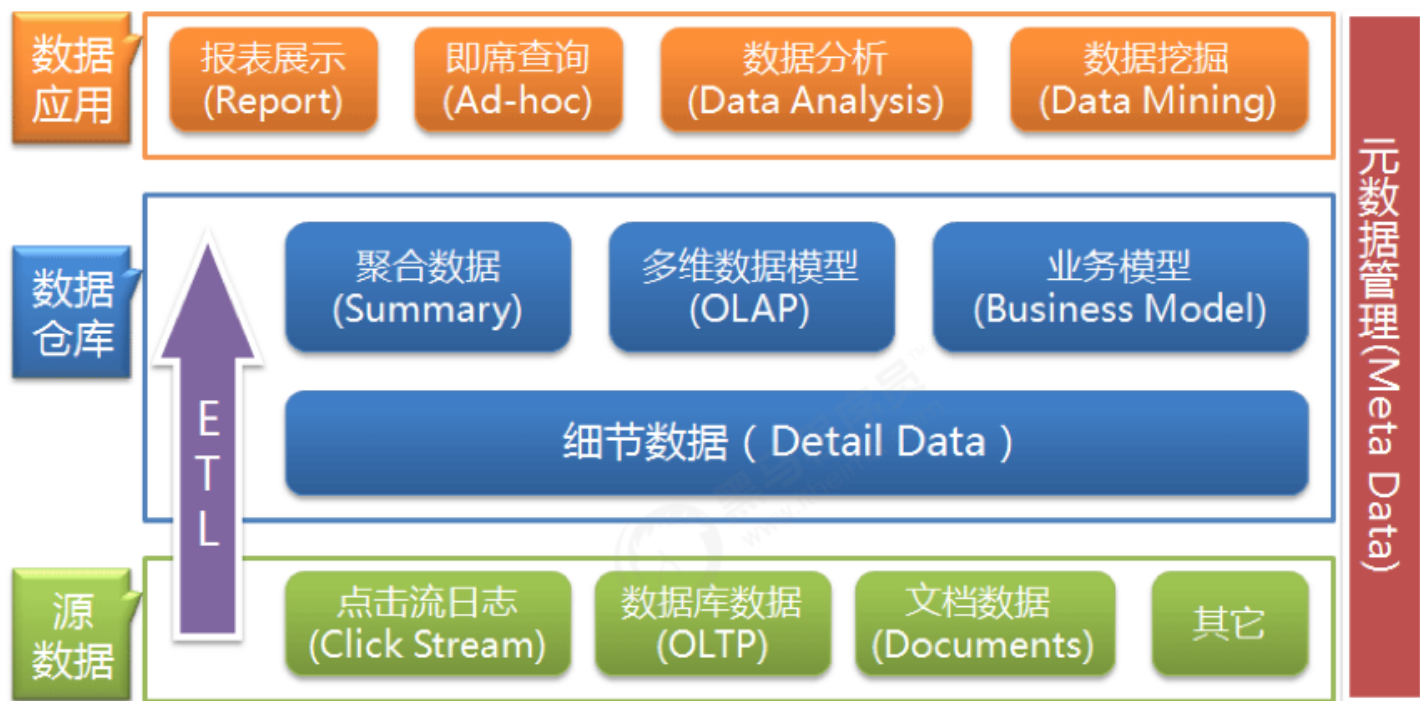 数据
应用
报表展示
(Report)
即席查询
(Ad-hoc)
数据分析
(Data Analysis)
数据挖掘
(Data Mining)
数据
仓库
聚合数据
(Summary)
多维数据模型
(OLAP)
业务模型
(Business Model)
细节数据（Detail Data）
E
T
L
源
数据
点击流日志
(Click Stream)
数据库数据
(OLTP)
文档数据
(Documents)
其它
元数据管理(Meta Data)